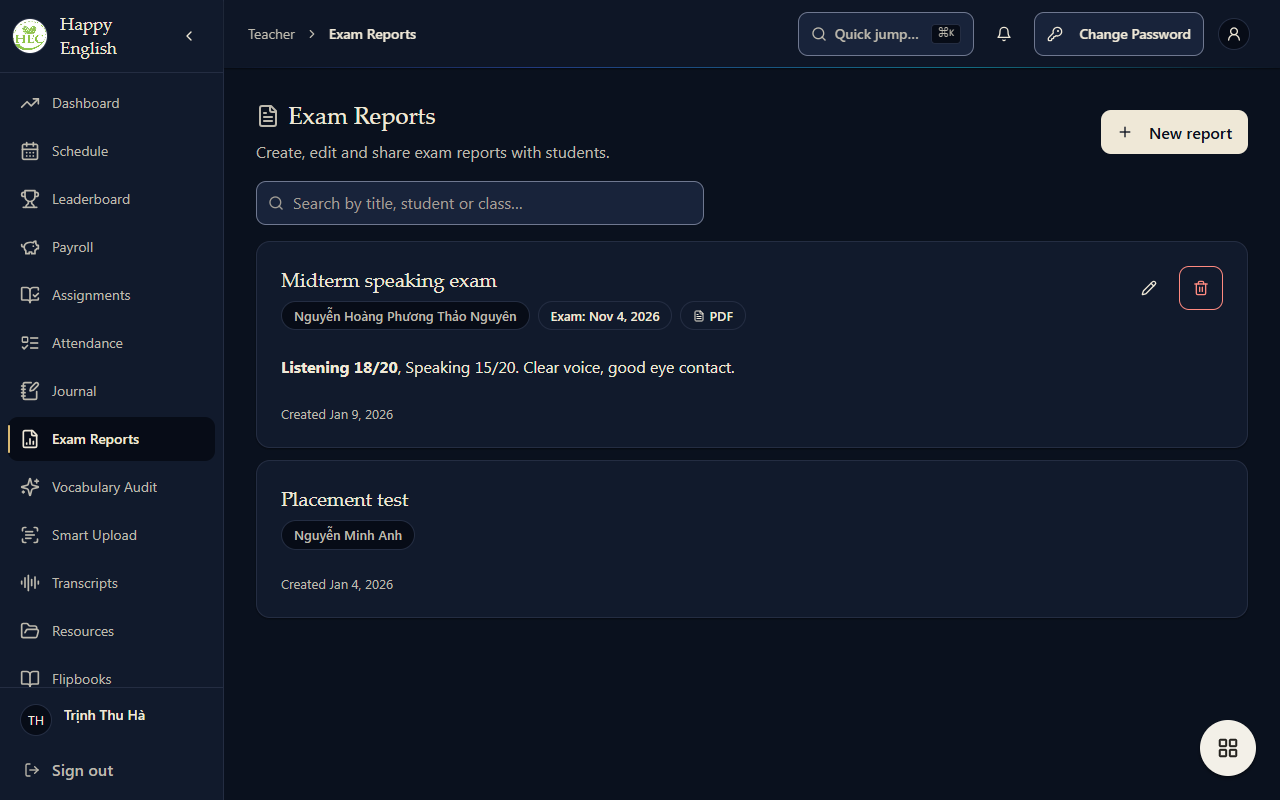 HEC
Happy
English
Dashboard
Schedule
Leaderboard
Payroll
Assignments
Attendance
Journal
Exam Reports
Vocabulary Audit
Smart Upload
Transcripts
Resources
Flipbooks
TH
Trịnh Thu Hà
Sign out
Teacher > Exam Reports
Quick jump... ⌘K
Change Password
Exam Reports
Create, edit and share exam reports with students.
+ New report
Search by title, student or class...
Midterm speaking exam
Nguyễn Hoàng Phương Thảo Nguyên
Exam: Nov 4, 2026
PDF
Listening 18/20, Speaking 15/20. Clear voice, good eye contact.
Created Jan 9, 2026
Placement test
Nguyễn Minh Anh
Created Jan 4, 2026